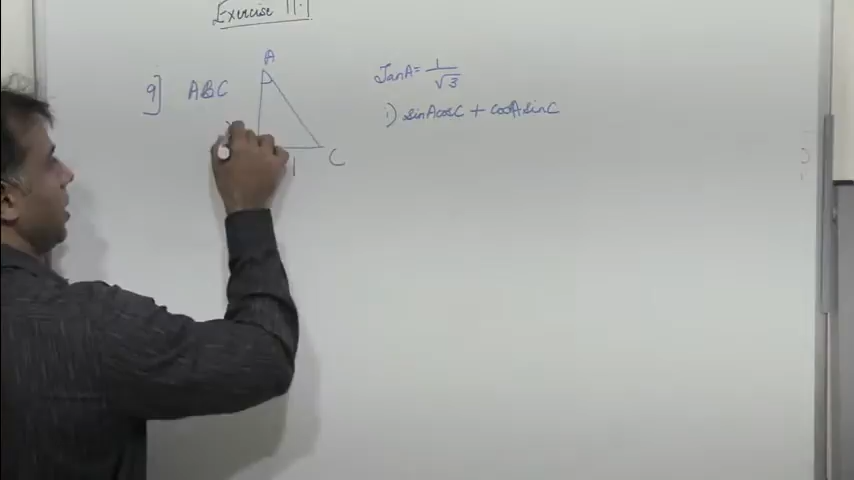 Exercise 11.1
9] ABC
A
C
1
TanA = 1/√3
i) sinAcosC + cosAsinC